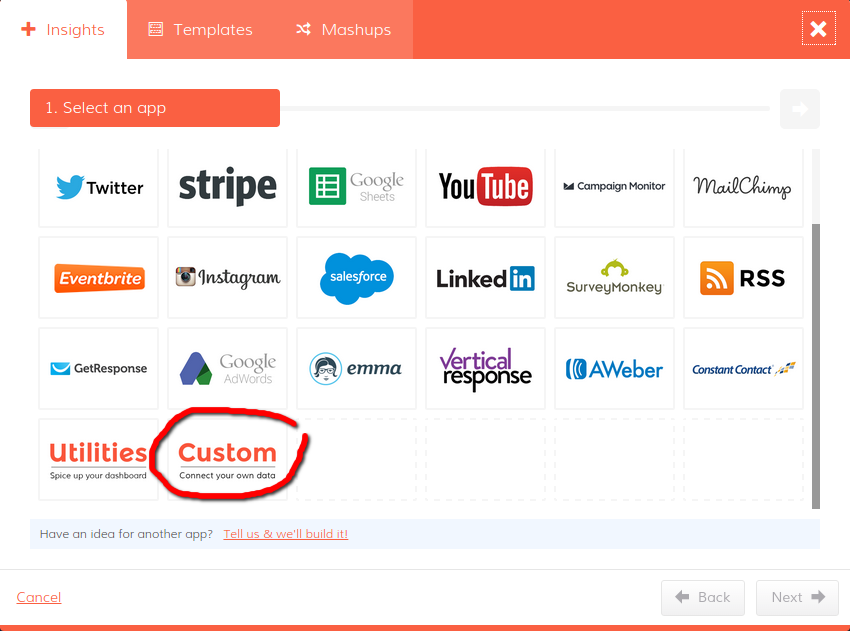 Insights
Templates
Mashups
1. Select an app
Twitter
stripe
Google
Sheets
YouTube
Campaign Monitor
MailChimp
Eventbrite
Instagram
salesforce
Linked in
SurveyMonkey
RSS
GetResponse
Google
AdWords
emma
vertical
response
AWeber
Constant Contact
Utilities
Spice up your dashboard
Custom
Connect your own data
Have an idea for another app? Tell us & we'll build it!
Cancel
Back
Next